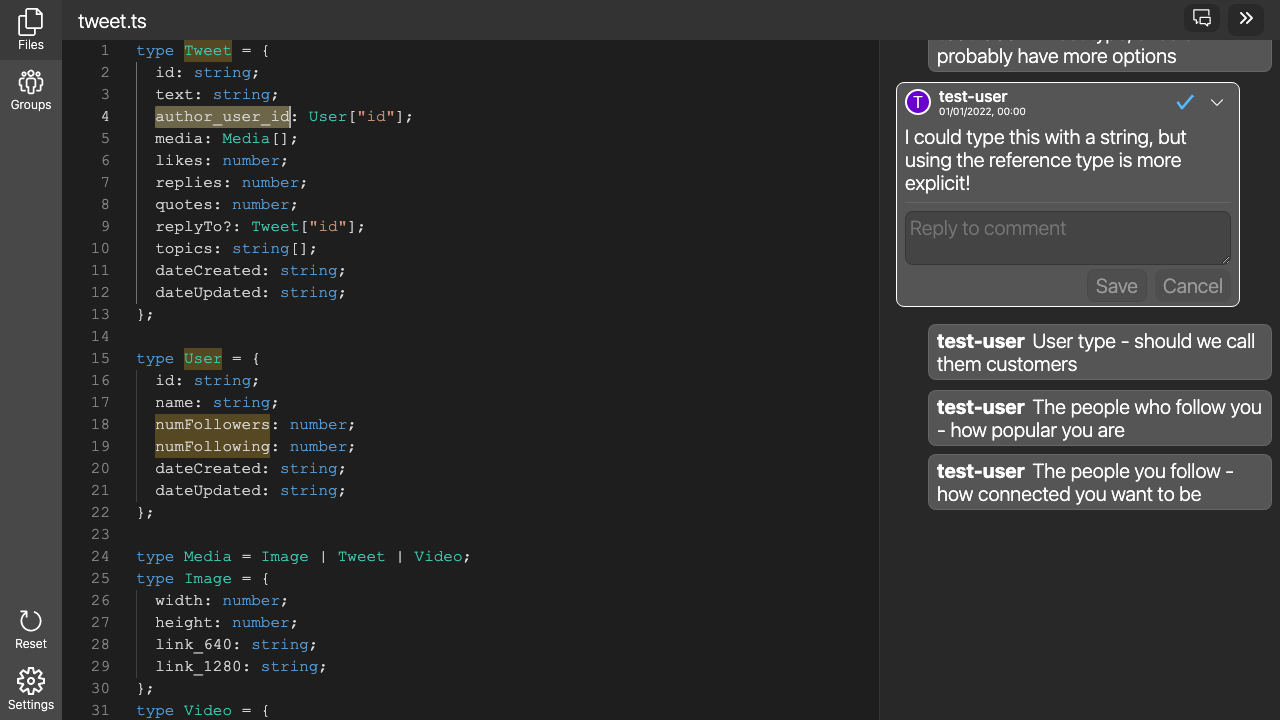 Files
Groups
Reset
Settings
tweet.ts
1 type Tweet = {
2 id: string;
3 text: string;
4 author_user_id: User["id"];
5 media: Media[];
6 likes: number;
7 replies: number;
8 quotes: number;
9 replyTo?: Tweet["id"];
10 topics: string[];
11 dateCreated: string;
12 dateUpdated: string;
13 };
14
15 type User = {
16 id: string;
17 name: string;
18 numFollowers: number;
19 numFollowing: number;
20 dateCreated: string;
21 dateUpdated: string;
22 };
23
24 type Media = Image | Tweet | Video;
25 type Image = {
26 width: number;
27 height: number;
28 link_640: string;
29 link_1280: string;
30 };
31 type Video = {
probably have more options
T
test-user
01/01/2022, 00:00
I could type this with a string, but
using the reference type is more
explicit!
Reply to comment
Save Cancel
test-user User type - should we call
them customers
test-user The people who follow you
- how popular you are
test-user The people you follow -
how connected you want to be